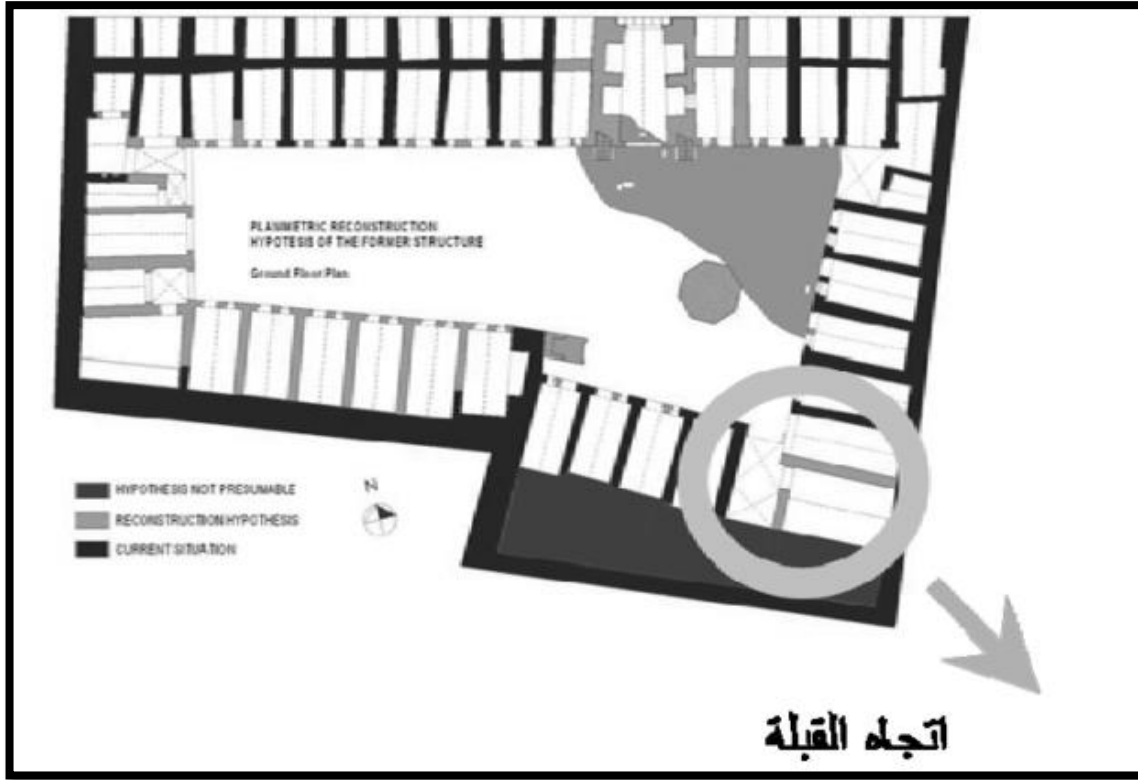 PLANIMETRIC RECONSTRUCTION
HYPOTESIS OF THE FORMER STRUCTURE
Ground Floor Plan
N
HYPOTHESIS NOT PRESUMABLE
RECONSTRUCTION HYPOTHESIS
CURRENT SITUATION
اتجاه القبلة